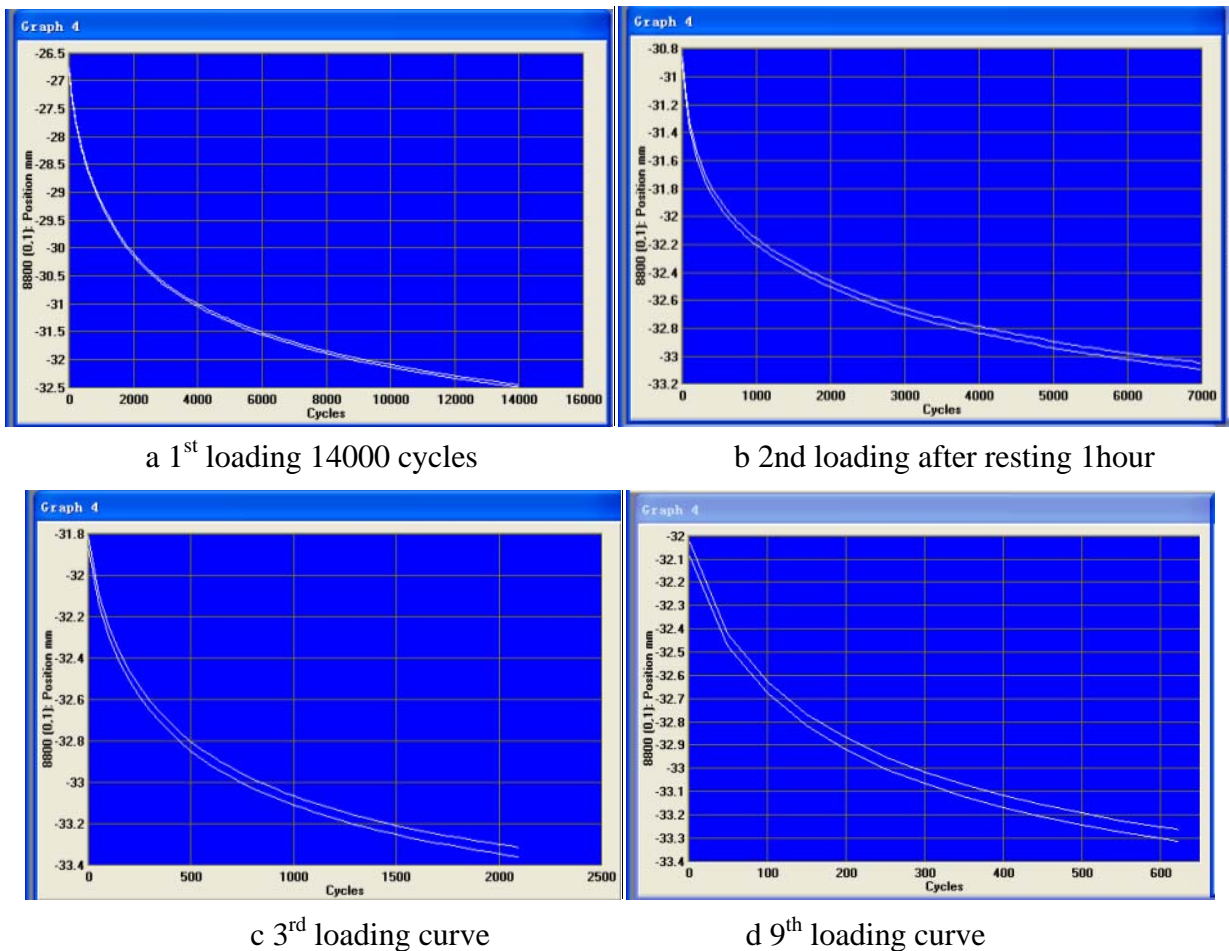 Graph 4
8800 (0,1): Position mm
-26.5
-27
-27.5
-28
-28.5
-29
-29.5
-30
-30.5
-31
-31.5
-32
-32.5
0 2000 4000 6000 8000 10000 12000 14000 16000
Cycles
a 1st loading 14000 cycles
Graph 4
8800 (0,1): Position mm
-30.8
-31
-31.2
-31.4
-31.6
-31.8
-32
-32.2
-32.4
-32.6
-32.8
-33
-33.2
0 1000 2000 3000 4000 5000 6000 7000
Cycles
b 2nd loading after resting 1hour
Graph 4
8800 (0,1): Position mm
-31.8
-32
-32.2
-32.4
-32.6
-32.8
-33
-33.2
-33.4
0 500 1000 1500 2000 2500
Cycles
c 3rd loading curve
Graph 4
8800 (0,1): Position mm
-32
-32.1
-32.2
-32.3
-32.4
-32.5
-32.6
-32.7
-32.8
-32.9
-33
-33.1
-33.2
-33.3
-33.4
0 100 200 300 400 500 600
Cycles
d 9th loading curve